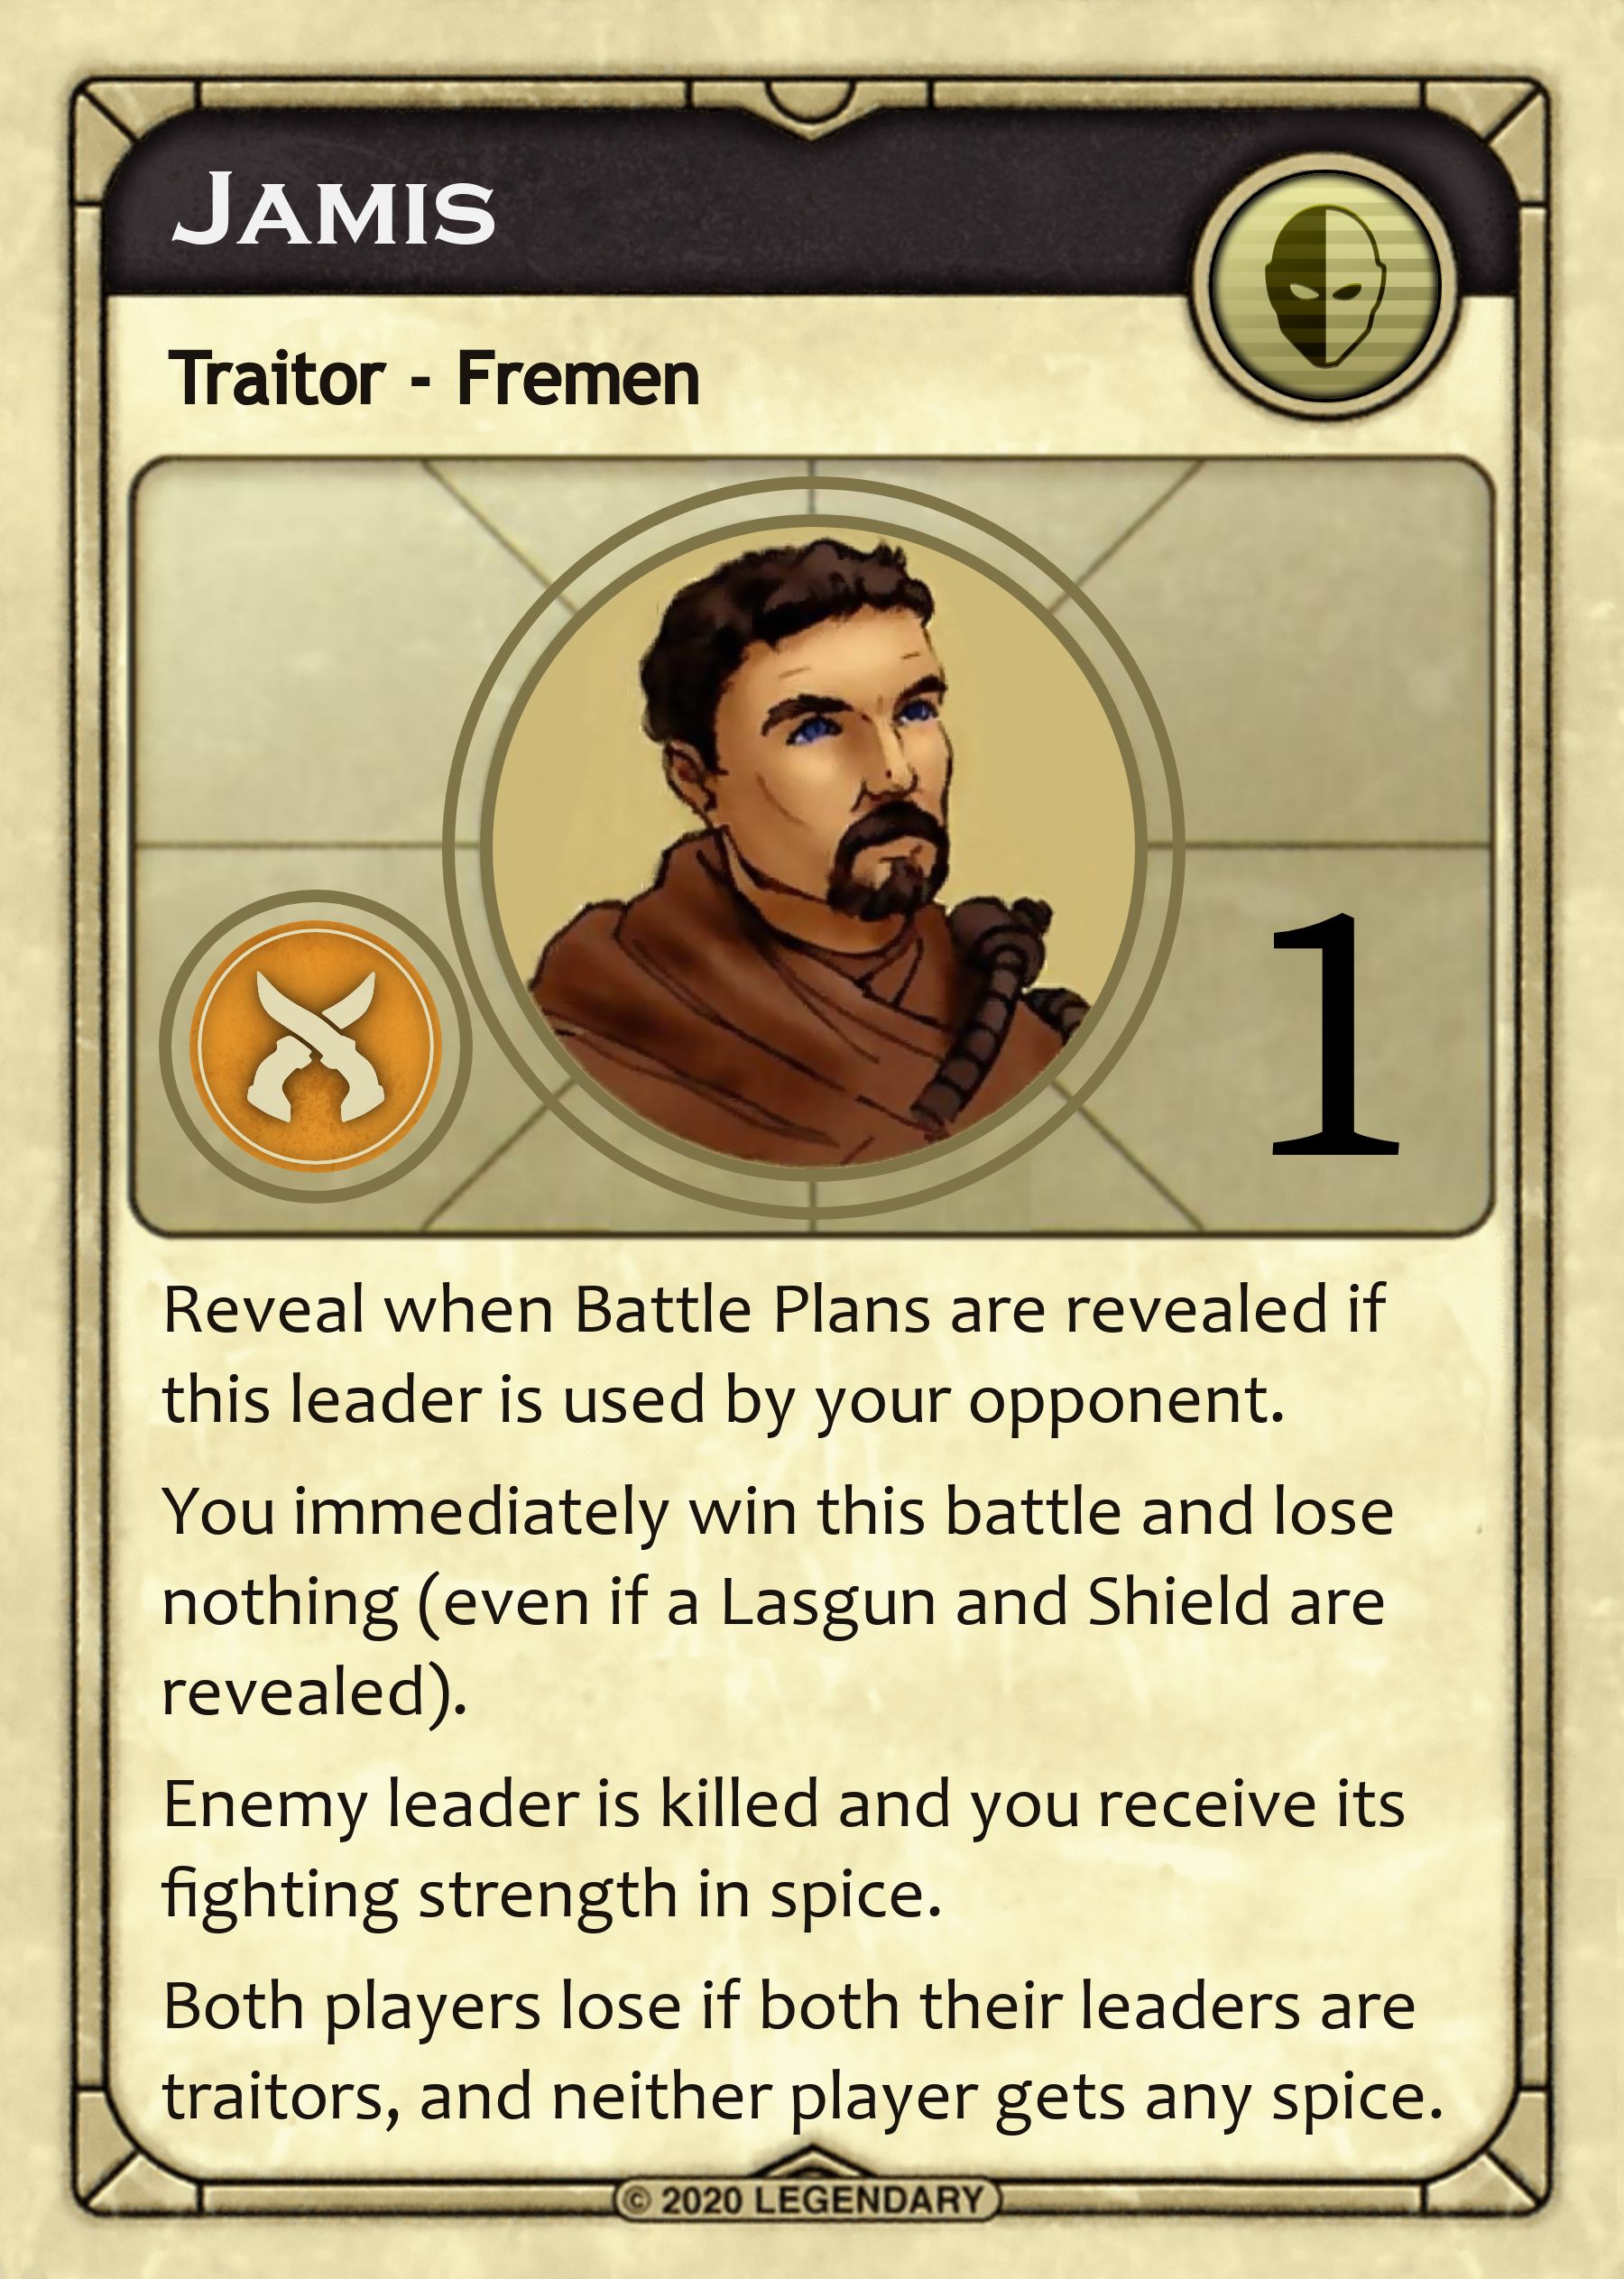 Jamis
Traitor - Fremen
1
Reveal when Battle Plans are revealed if
this leader is used by your opponent.
You immediately win this battle and lose
nothing (even if a Lasgun and Shield are
revealed).
Enemy leader is killed and you receive its
fighting strength in spice.
Both players lose if both their leaders are
traitors, and neither player gets any spice.
© 2020 LEGENDARY